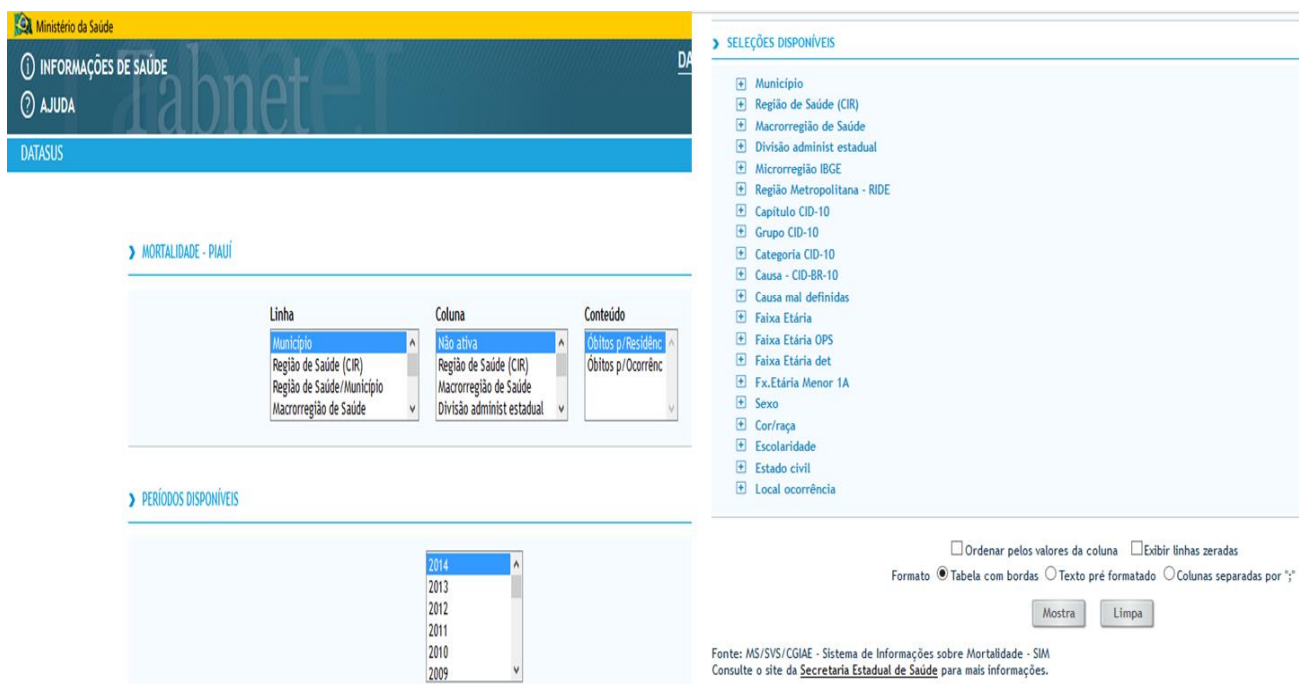 Ministério da Saúde
INFORMAÇÕES DE SAÚDE
DA
AJUDA
Tabnet
DATASUS
MORTALIDADE - PIAUÍ
Linha
Município
Região de Saúde (CIR)
Região de Saúde/Município
Macrorregião de Saúde
Coluna
Não ativa
Região de Saúde (CIR)
Macrorregião de Saúde
Divisão administ estadual
Conteúdo
Óbitos p/Residênc
Óbitos p/Ocorrênc
PERÍODOS DISPONÍVEIS
2014
2013
2012
2011
2010
2009
SELEÇÕES DISPONÍVEIS
Município
Região de Saúde (CIR)
Macrorregião de Saúde
Divisão administ estadual
Microrregião IBGE
Região Metropolitana - RIDE
Capítulo CID-10
Grupo CID-10
Categoria CID-10
Causa - CID-BR-10
Causa mal definidas
Faixa Etária
Faixa Etária OPS
Faixa Etária det
Fx.Etária Menor 1A
Sexo
Cor/raça
Escolaridade
Estado civil
Local ocorrência
Ordenar pelos valores da coluna Exibir linhas zeradas
Formato Tabela com bordas Texto pré formatado Colunas separadas por ";"
Mostra Limpa
Fonte: MS/SVS/CGIAE - Sistema de Informações sobre Mortalidade - SIM
Consulte o site da Secretaria Estadual de Saúde para mais informações.